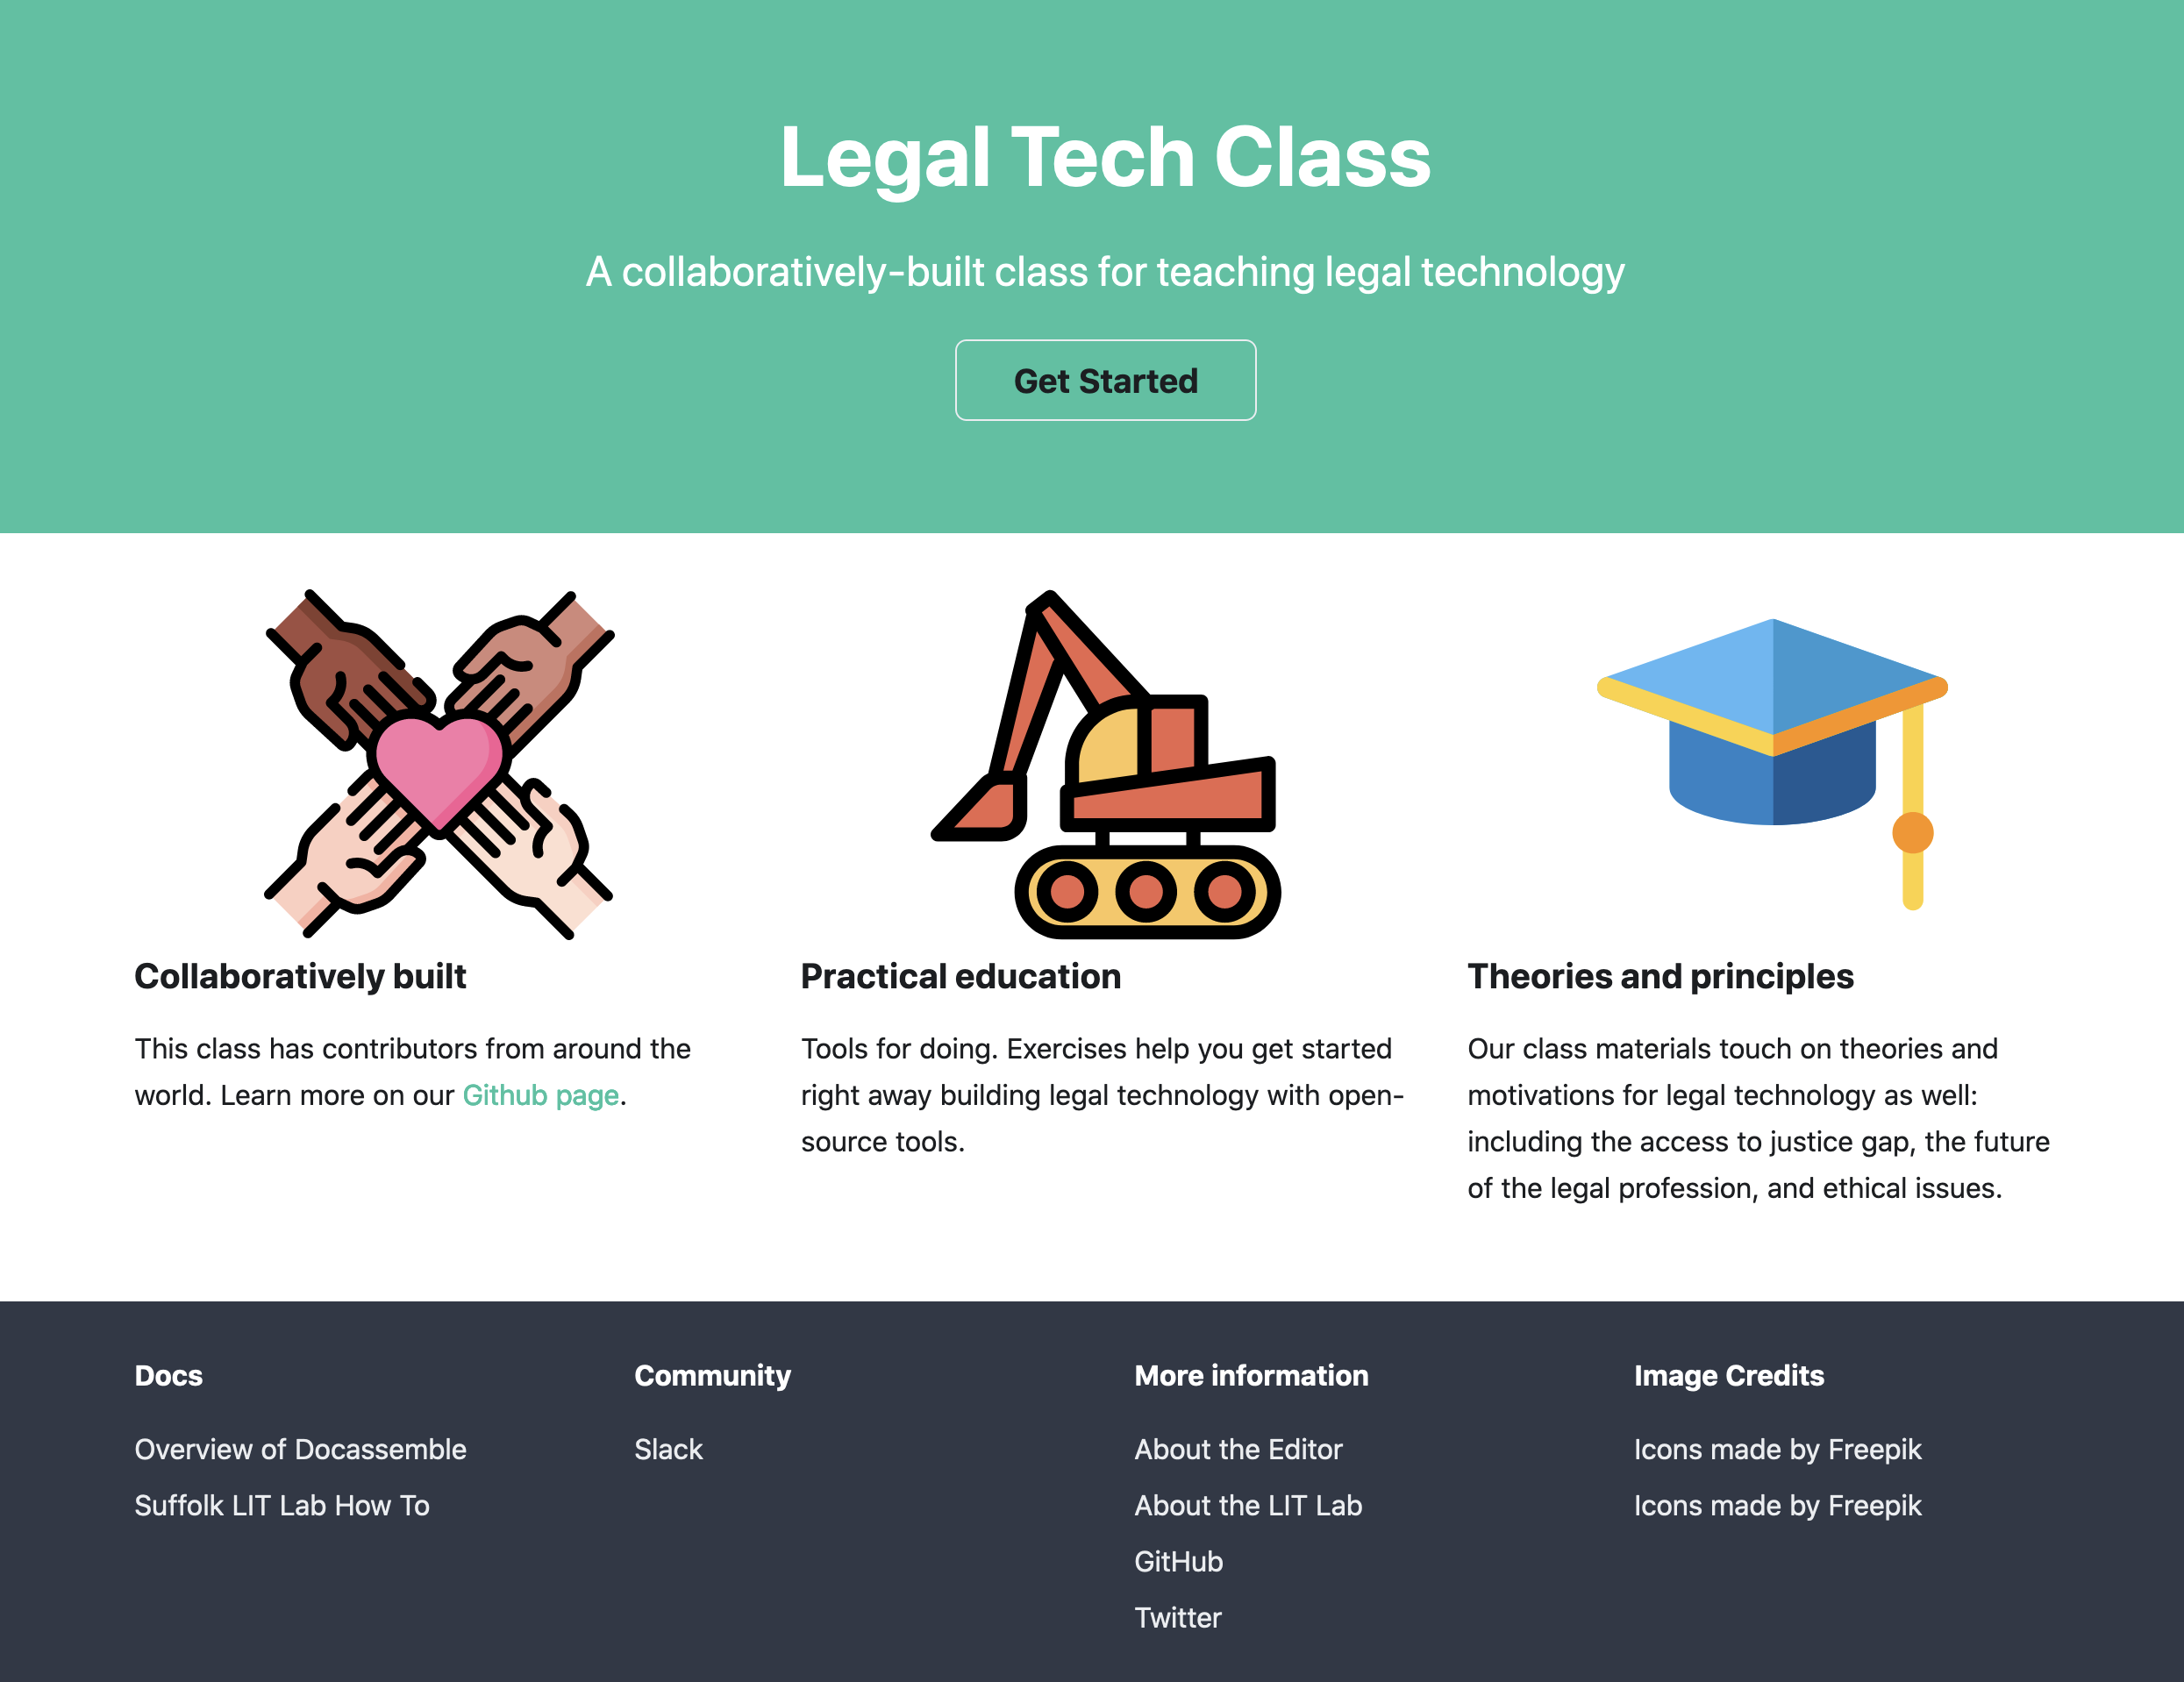 Legal Tech Class
A collaboratively-built class for teaching legal technology
Get Started
Collaboratively built
This class has contributors from around the
world. Learn more on our Github page.
Practical education
Tools for doing. Exercises help you get started
right away building legal technology with open-
source tools.
Theories and principles
Our class materials touch on theories and
motivations for legal technology as well:
including the access to justice gap, the future
of the legal profession, and ethical issues.
Docs
Overview of Docassemble
Suffolk LIT Lab How To
Community
Slack
More information
About the Editor
About the LIT Lab
GitHub
Twitter
Image Credits
Icons made by Freepik
Icons made by Freepik